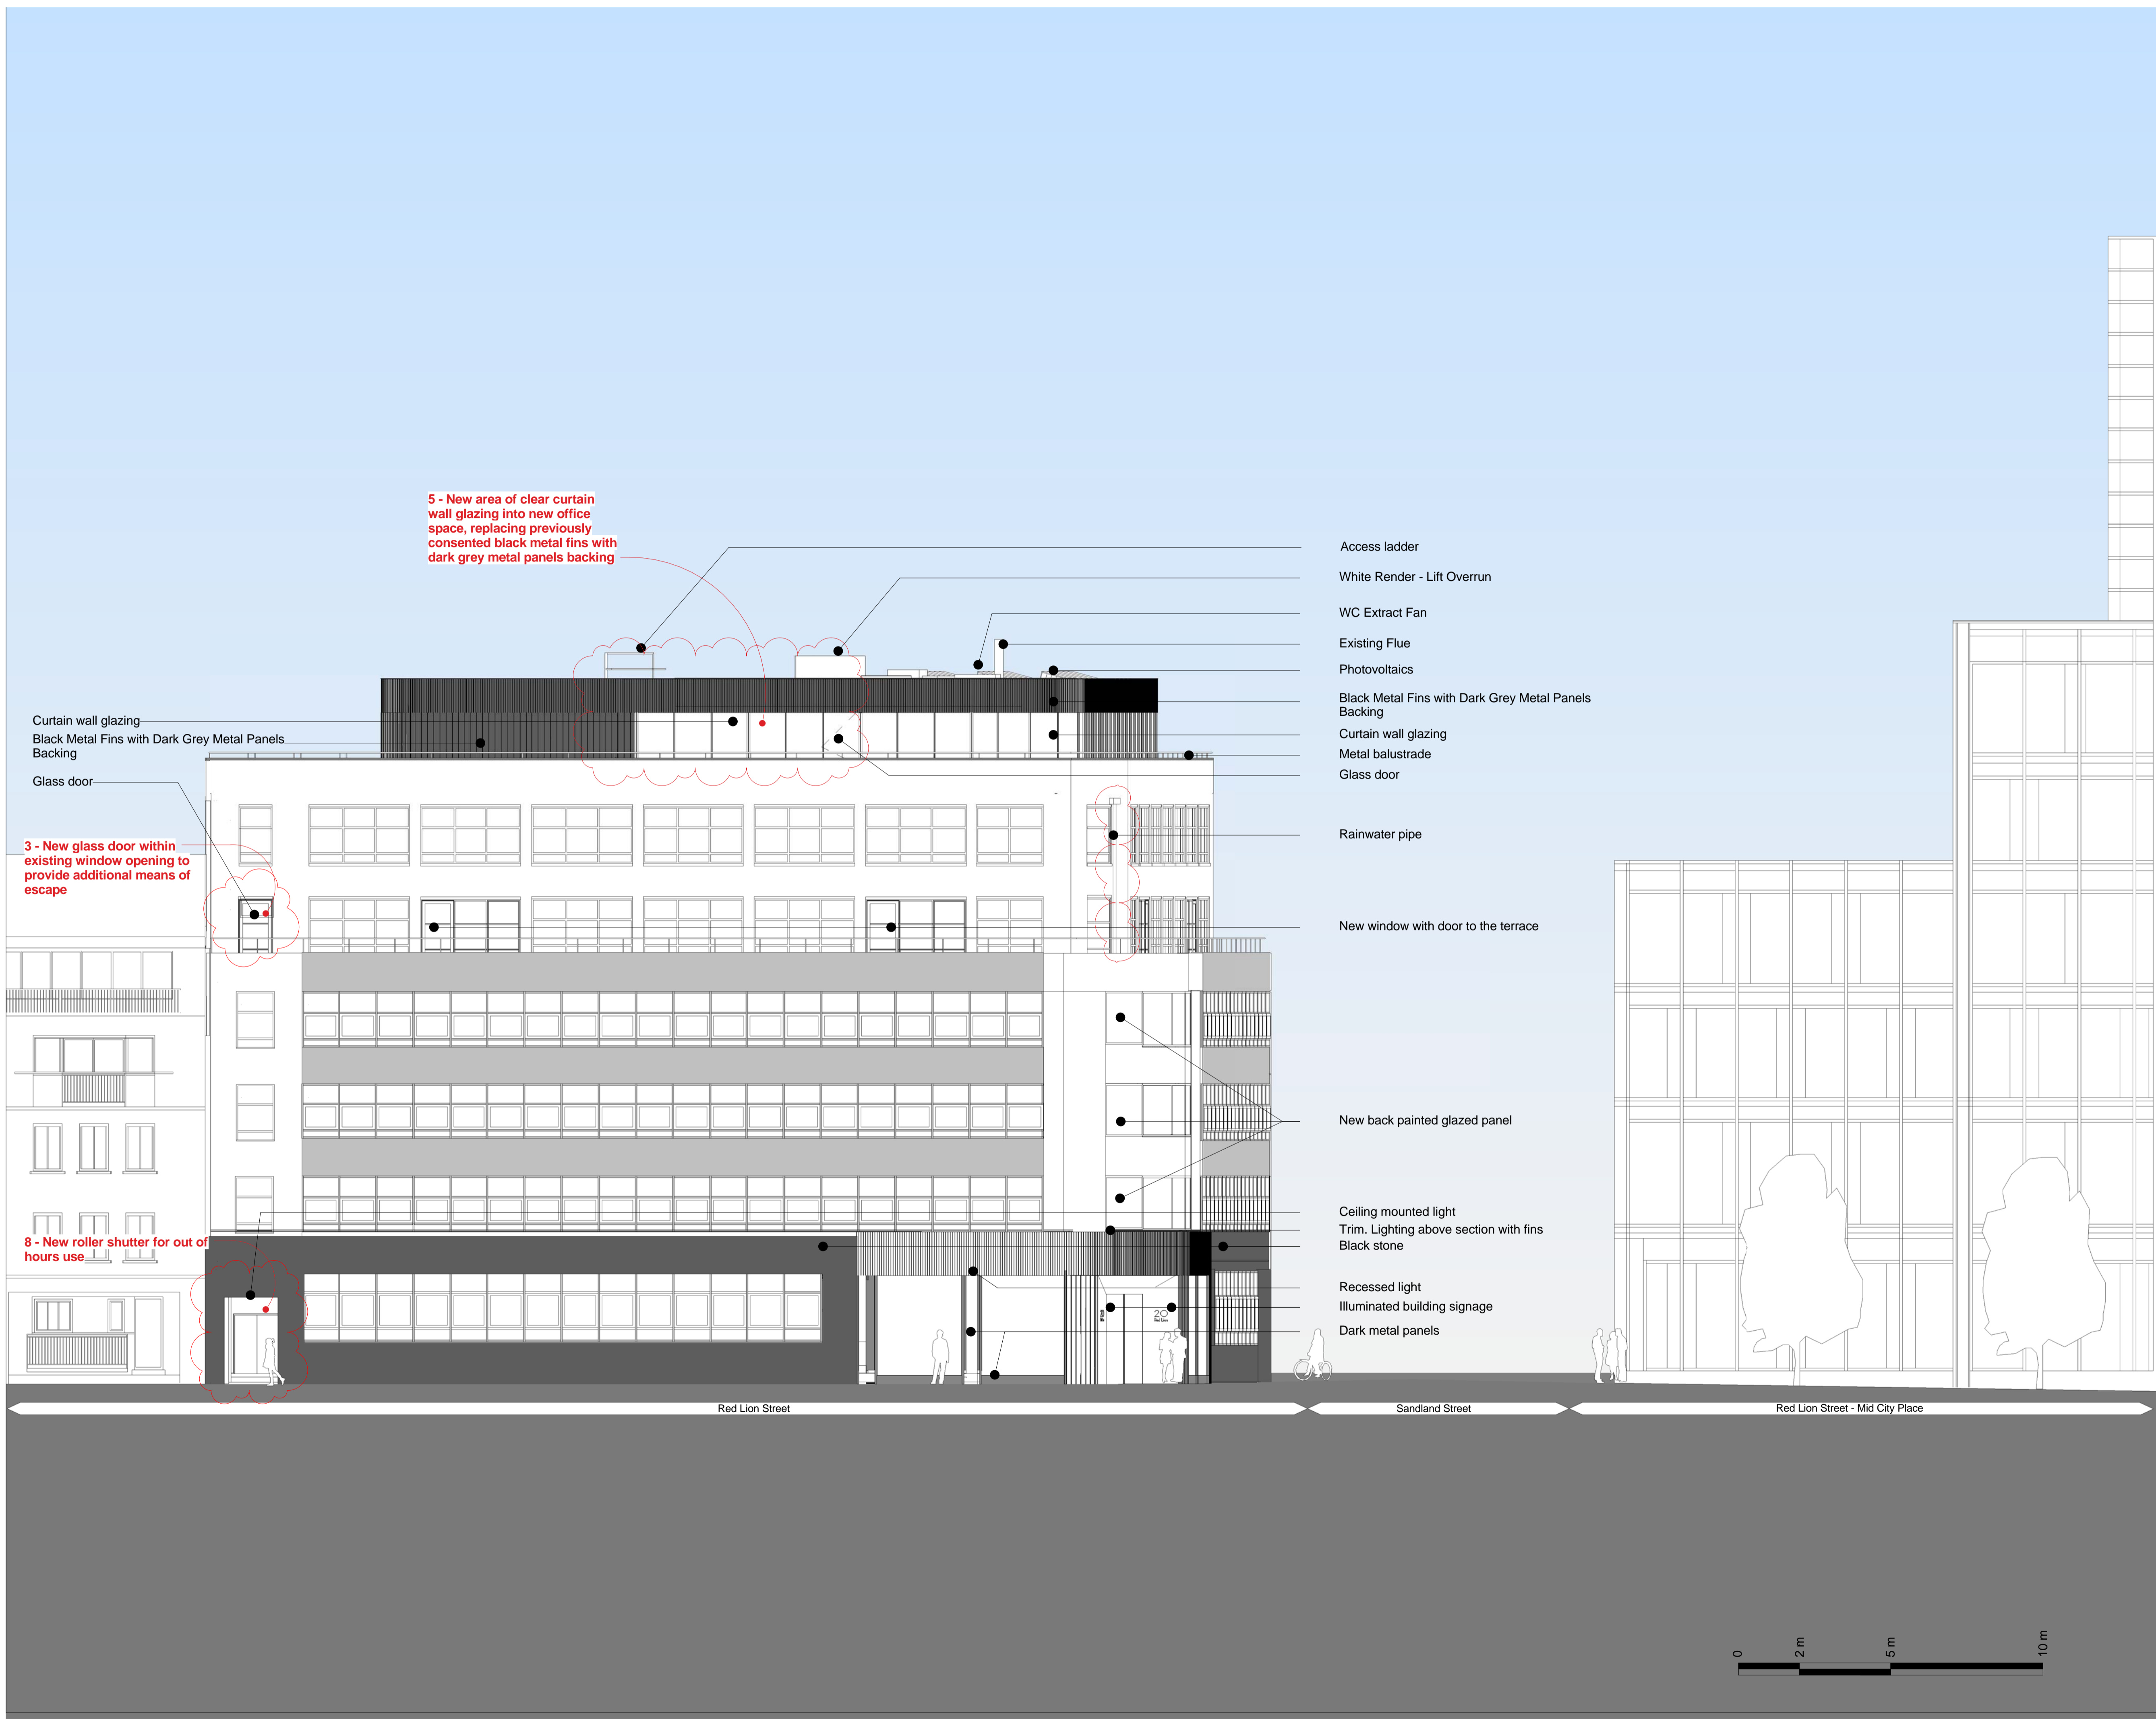 5 - New area of clear curtain
wall glazing into new office
space, replacing previously
consented black metal fins with
dark grey metal panels backing
Access ladder
White Render - Lift Overrun
WC Extract Fan
Existing Flue
Photovoltaics
Black Metal Fins with Dark Grey Metal Panels
Backing
Curtain wall glazing
Metal balustrade
Glass door
Curtain wall glazing
Black Metal Fins with Dark Grey Metal Panels
Backing
Glass door
3 - New glass door within
existing window opening to
provide additional means of
escape
Rainwater pipe
New window with door to the terrace
New back painted glazed panel
8 - New roller shutter for out of
hours use
Ceiling mounted light
Trim. Lighting above section with fins
Black stone
Recessed light
Illuminated building signage
Dark metal panels
20
Red Lion
Red Lion Street
Sandland Street
Red Lion Street - Mid City Place
0
2 m
5 m
10 m